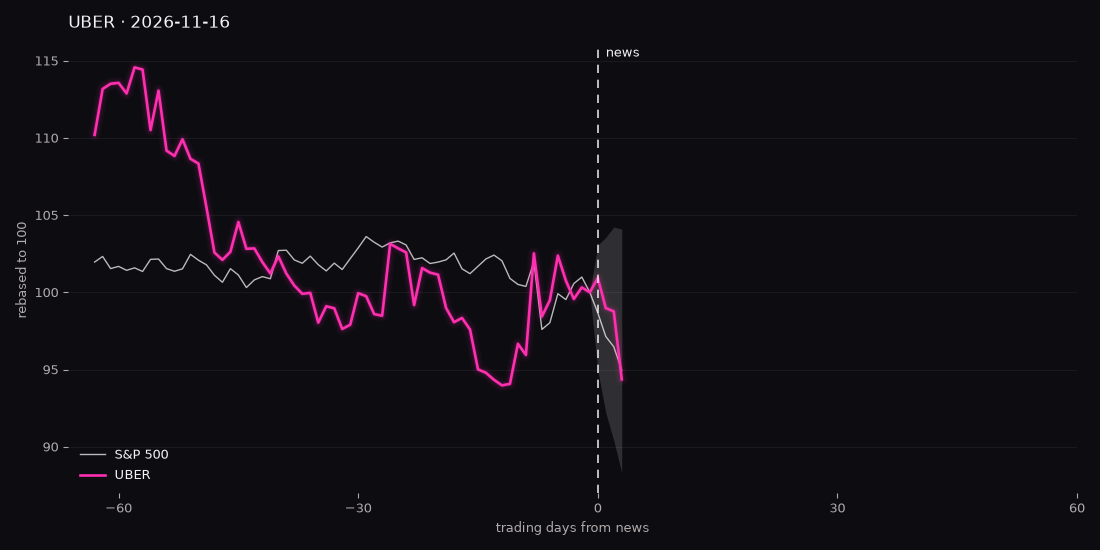 UBER · 2026-11-16
news
115
110
105
100
95
90
rebased to 100
S&P 500
UBER
−60
−30
0
30
60
trading days from news